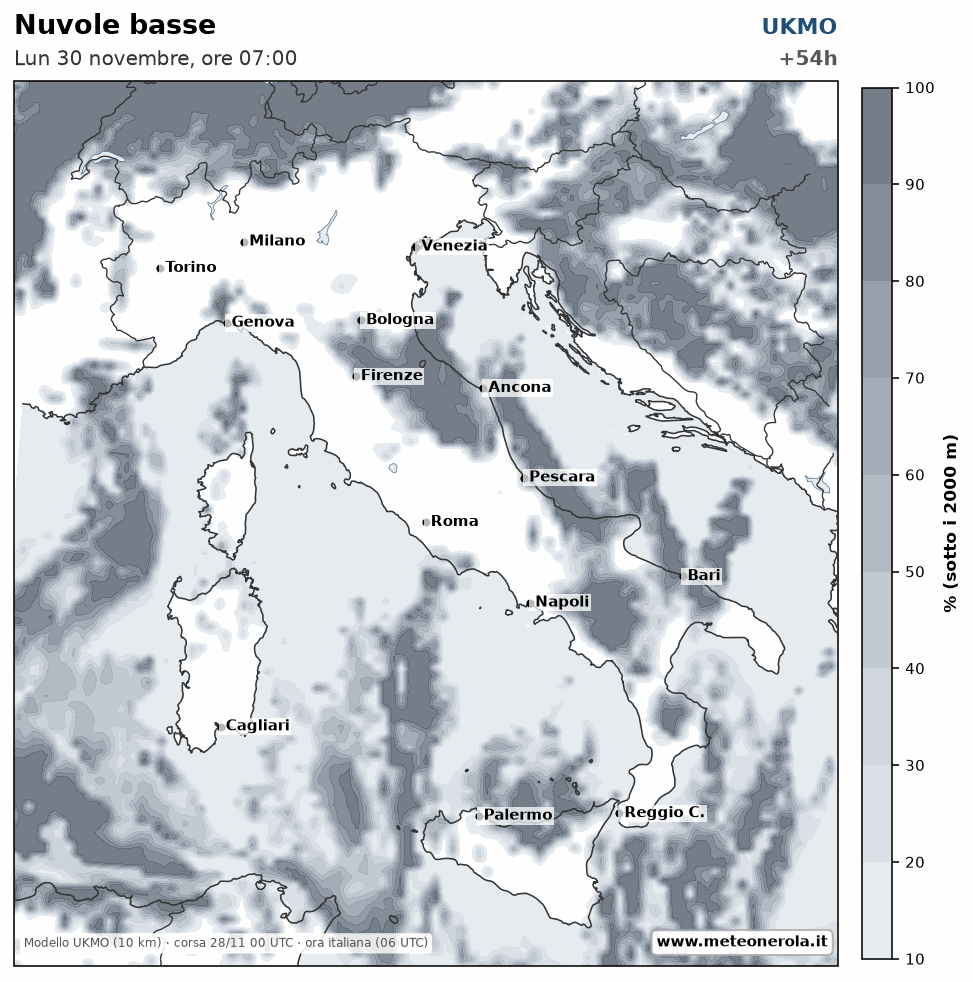 Nuvole basse
UKMO
Lun 30 novembre, ore 07:00
+54h
Milano
Venezia
Torino
Genova
Bologna
Firenze
Ancona
Pescara
Roma
Bari
Napoli
Cagliari
Palermo
Reggio C.
100
90
80
70
60
50
40
30
20
10
% (sotto i 2000 m)
Modello UKMO (10 km) · corsa 28/11 00 UTC · ora italiana (06 UTC)
www.meteonerola.it